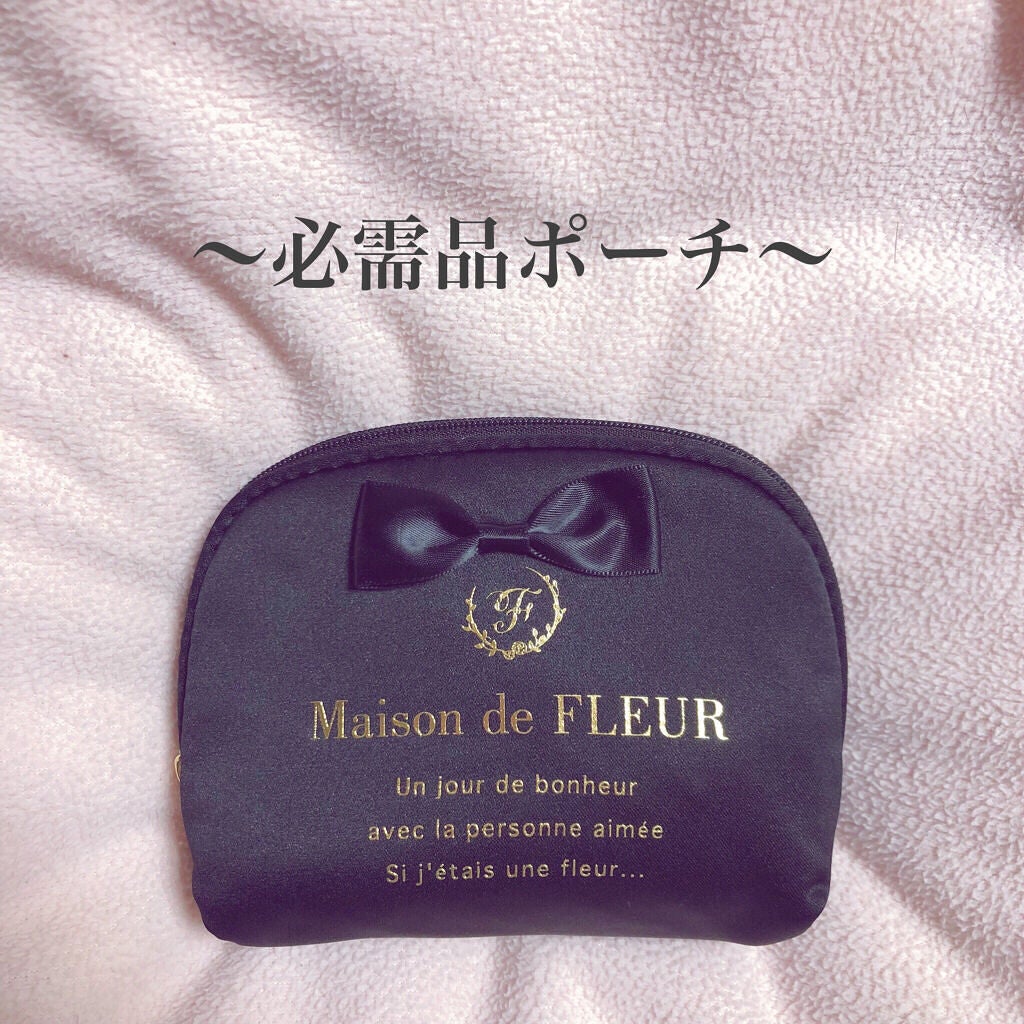 〜必需品ポーチ〜
F
Maison de FLEUR
Un jour de bonheur
avec la personne aimée
Si j'étais une fleur...